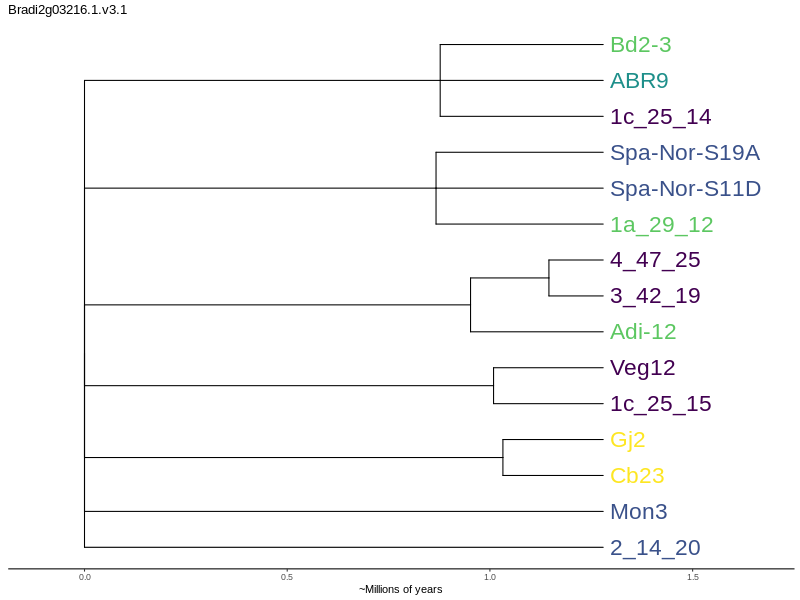 Bradi2g03216.1.v3.1
Bd2-3
ABR9
1c_25_14
Spa-Nor-S19A
Spa-Nor-S11D
1a_29_12
4_47_25
3_42_19
Adi-12
Veg12
1c_25_15
Gj2
Cb23
Mon3
2_14_20
0.0 0.5 1.0 1.5
~Millions of years